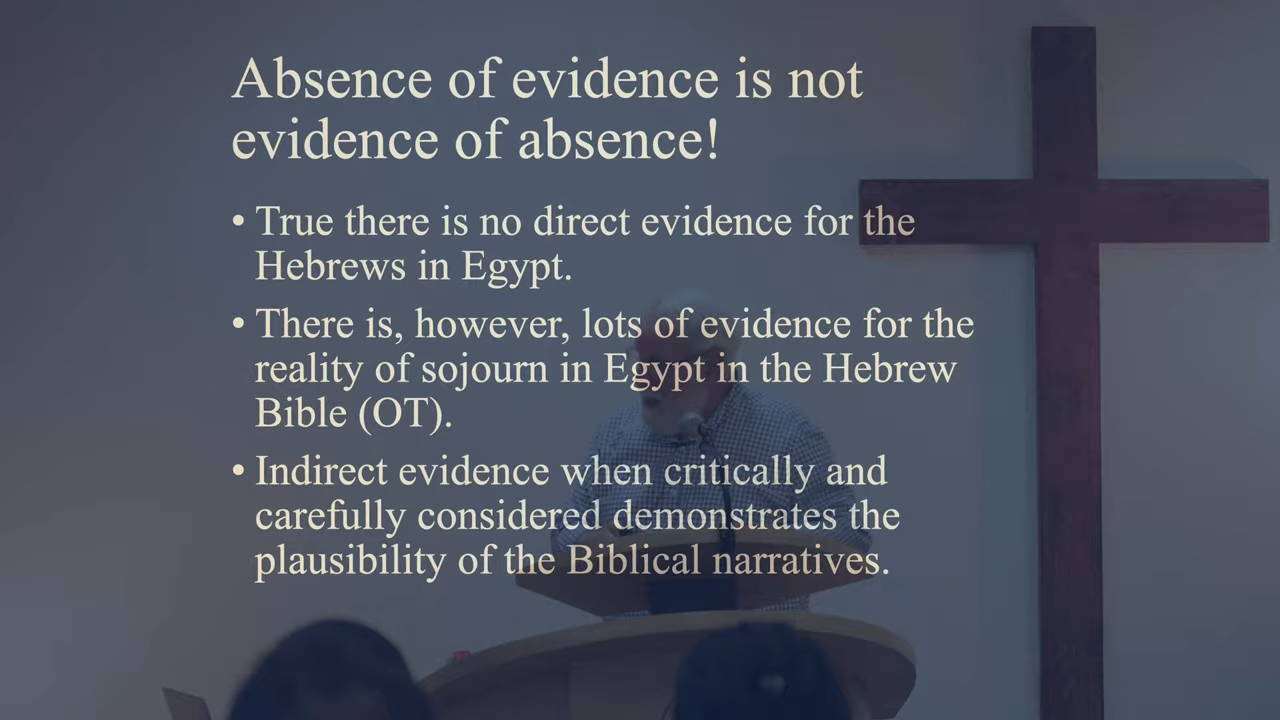 Absence of evidence is not
evidence of absence!
• True there is no direct evidence for the
Hebrews in Egypt.
• There is, however, lots of evidence for the
reality of sojourn in Egypt in the Hebrew
Bible (OT).
• Indirect evidence when critically and
carefully considered demonstrates the
plausibility of the Biblical narratives.